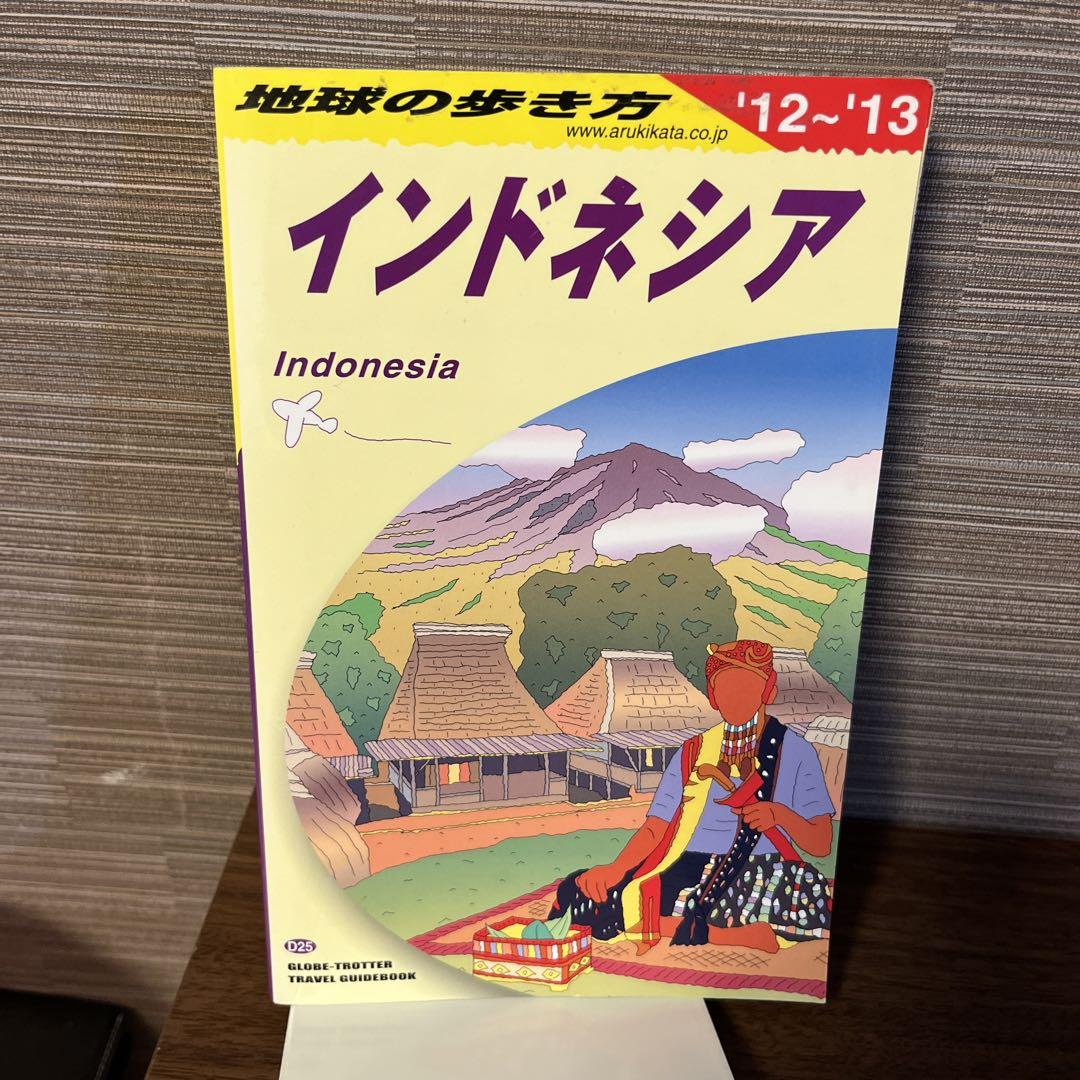 地球の歩き方
www.arukikata.co.jp
'12~'13
インドネシア
Indonesia
D25
GLOBE-TROTTER
TRAVEL GUIDEBOOK